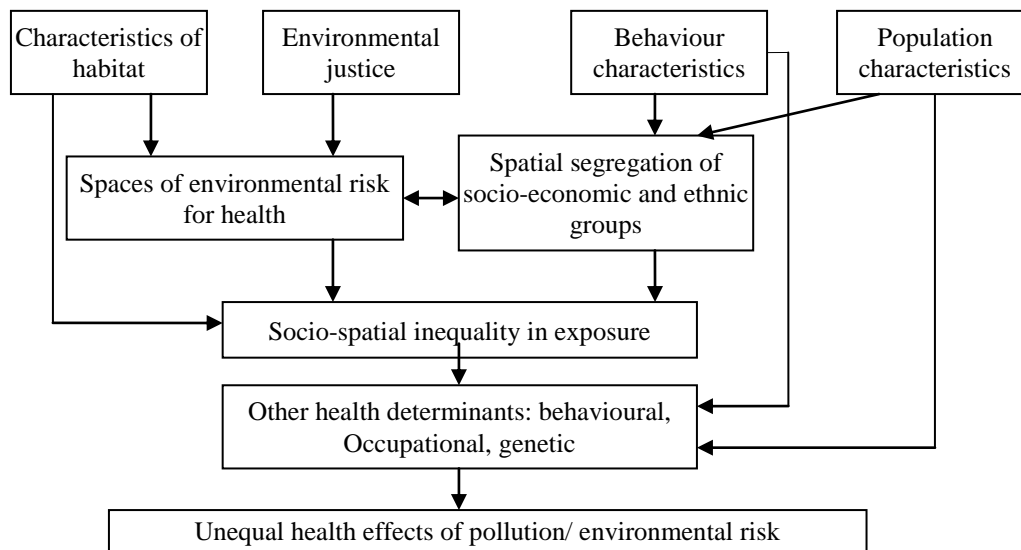 Characteristics of
habitat
Environmental
justice
Behaviour
characteristics
Population
characteristics
Spaces of environmental risk
for health
Spatial segregation of
socio-economic and ethnic
groups
Socio-spatial inequality in exposure
Other health determinants: behavioural,
Occupational, genetic
Unequal health effects of pollution/ environmental risk